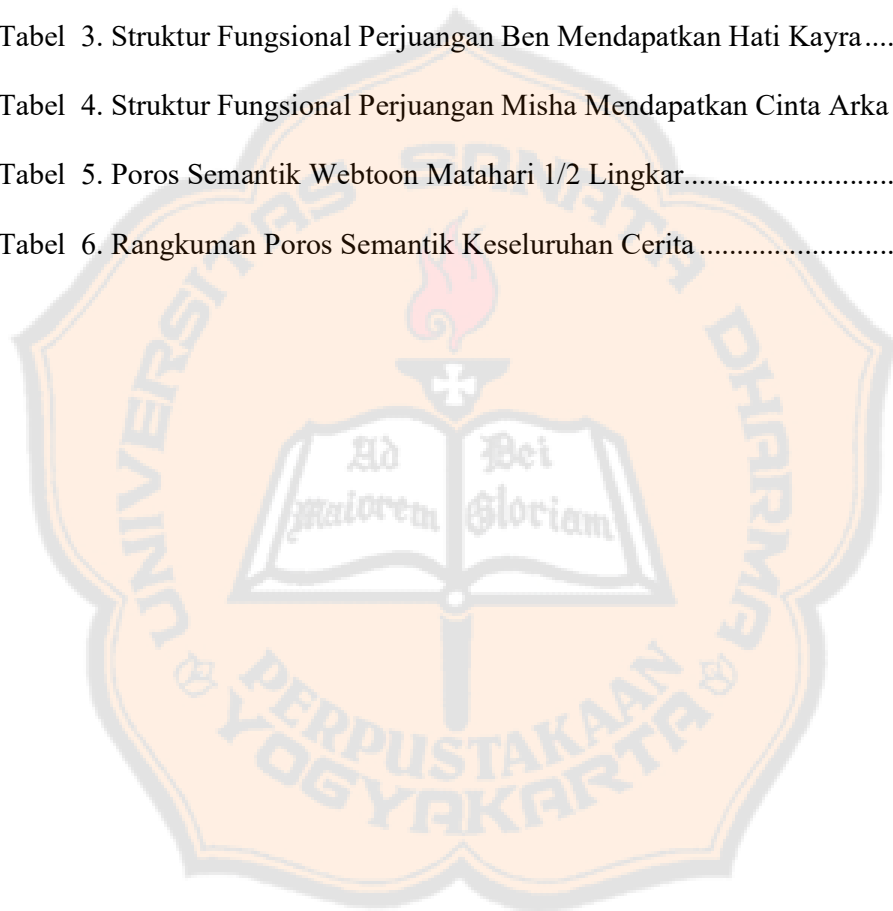 Tabel 3. Struktur Fungsional Perjuangan Ben Mendapatkan Hati Kayra....
Tabel 4. Struktur Fungsional Perjuangan Misha Mendapatkan Cinta Arka
Tabel 5. Poros Semantik Webtoon Matahari 1/2 Lingkar............................
Tabel 6. Rangkuman Poros Semantik Keseluruhan Cerita..........................
UNIVERSITAS SANATA DHARMA
Ad Dei
Maiorem Gloriam
PERPUSTAKAAN
YOGYAKARTA